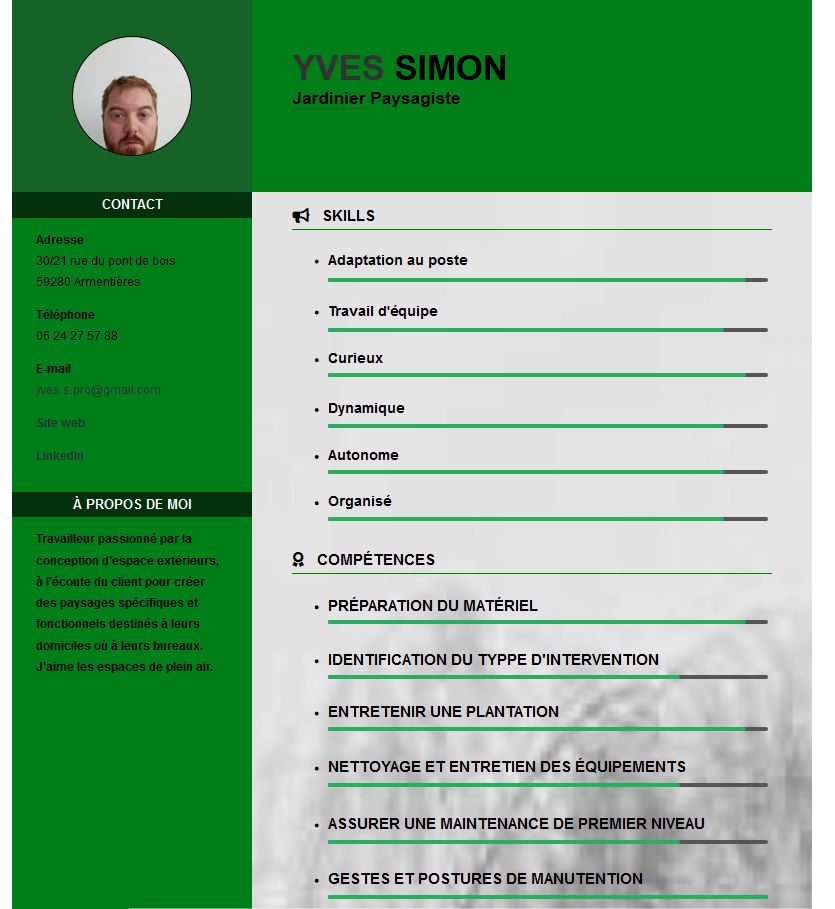 YVES SIMON
Jardinier Paysagiste
CONTACT
Adresse
30/21 rue du pont de bois
59280 Armentières
Téléphone
06 24 27 57 88
E-mail
yves.s.pro@gmail.com
Site web
LinkedIn
À PROPOS DE MOI
Travailleur passionné par la
conception d'espace extérieurs,
à l'écoute du client pour créer
des paysages spécifiques et
fonctionnels destinés à leurs
domiciles où à leurs bureaux.
J'aime les espaces de plein air.
SKILLS
Adaptation au poste
Travail d'équipe
Curieux
Dynamique
Autonome
Organisé
COMPÉTENCES
PRÉPARATION DU MATÉRIEL
IDENTIFICATION DU TYPPE D'INTERVENTION
ENTRETENIR UNE PLANTATION
NETTOYAGE ET ENTRETIEN DES ÉQUIPEMENTS
ASSURER UNE MAINTENANCE DE PREMIER NIVEAU
GESTES ET POSTURES DE MANUTENTION